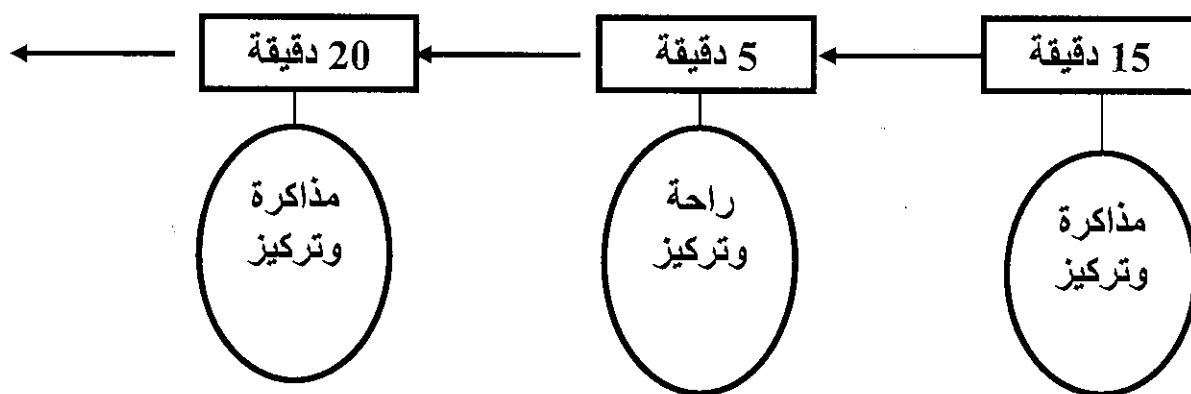 15 دقيقة
5 دقيقة
20 دقيقة
مذاكرة
وتركيز
راحة
وتركيز
مذاكرة
وتركيز